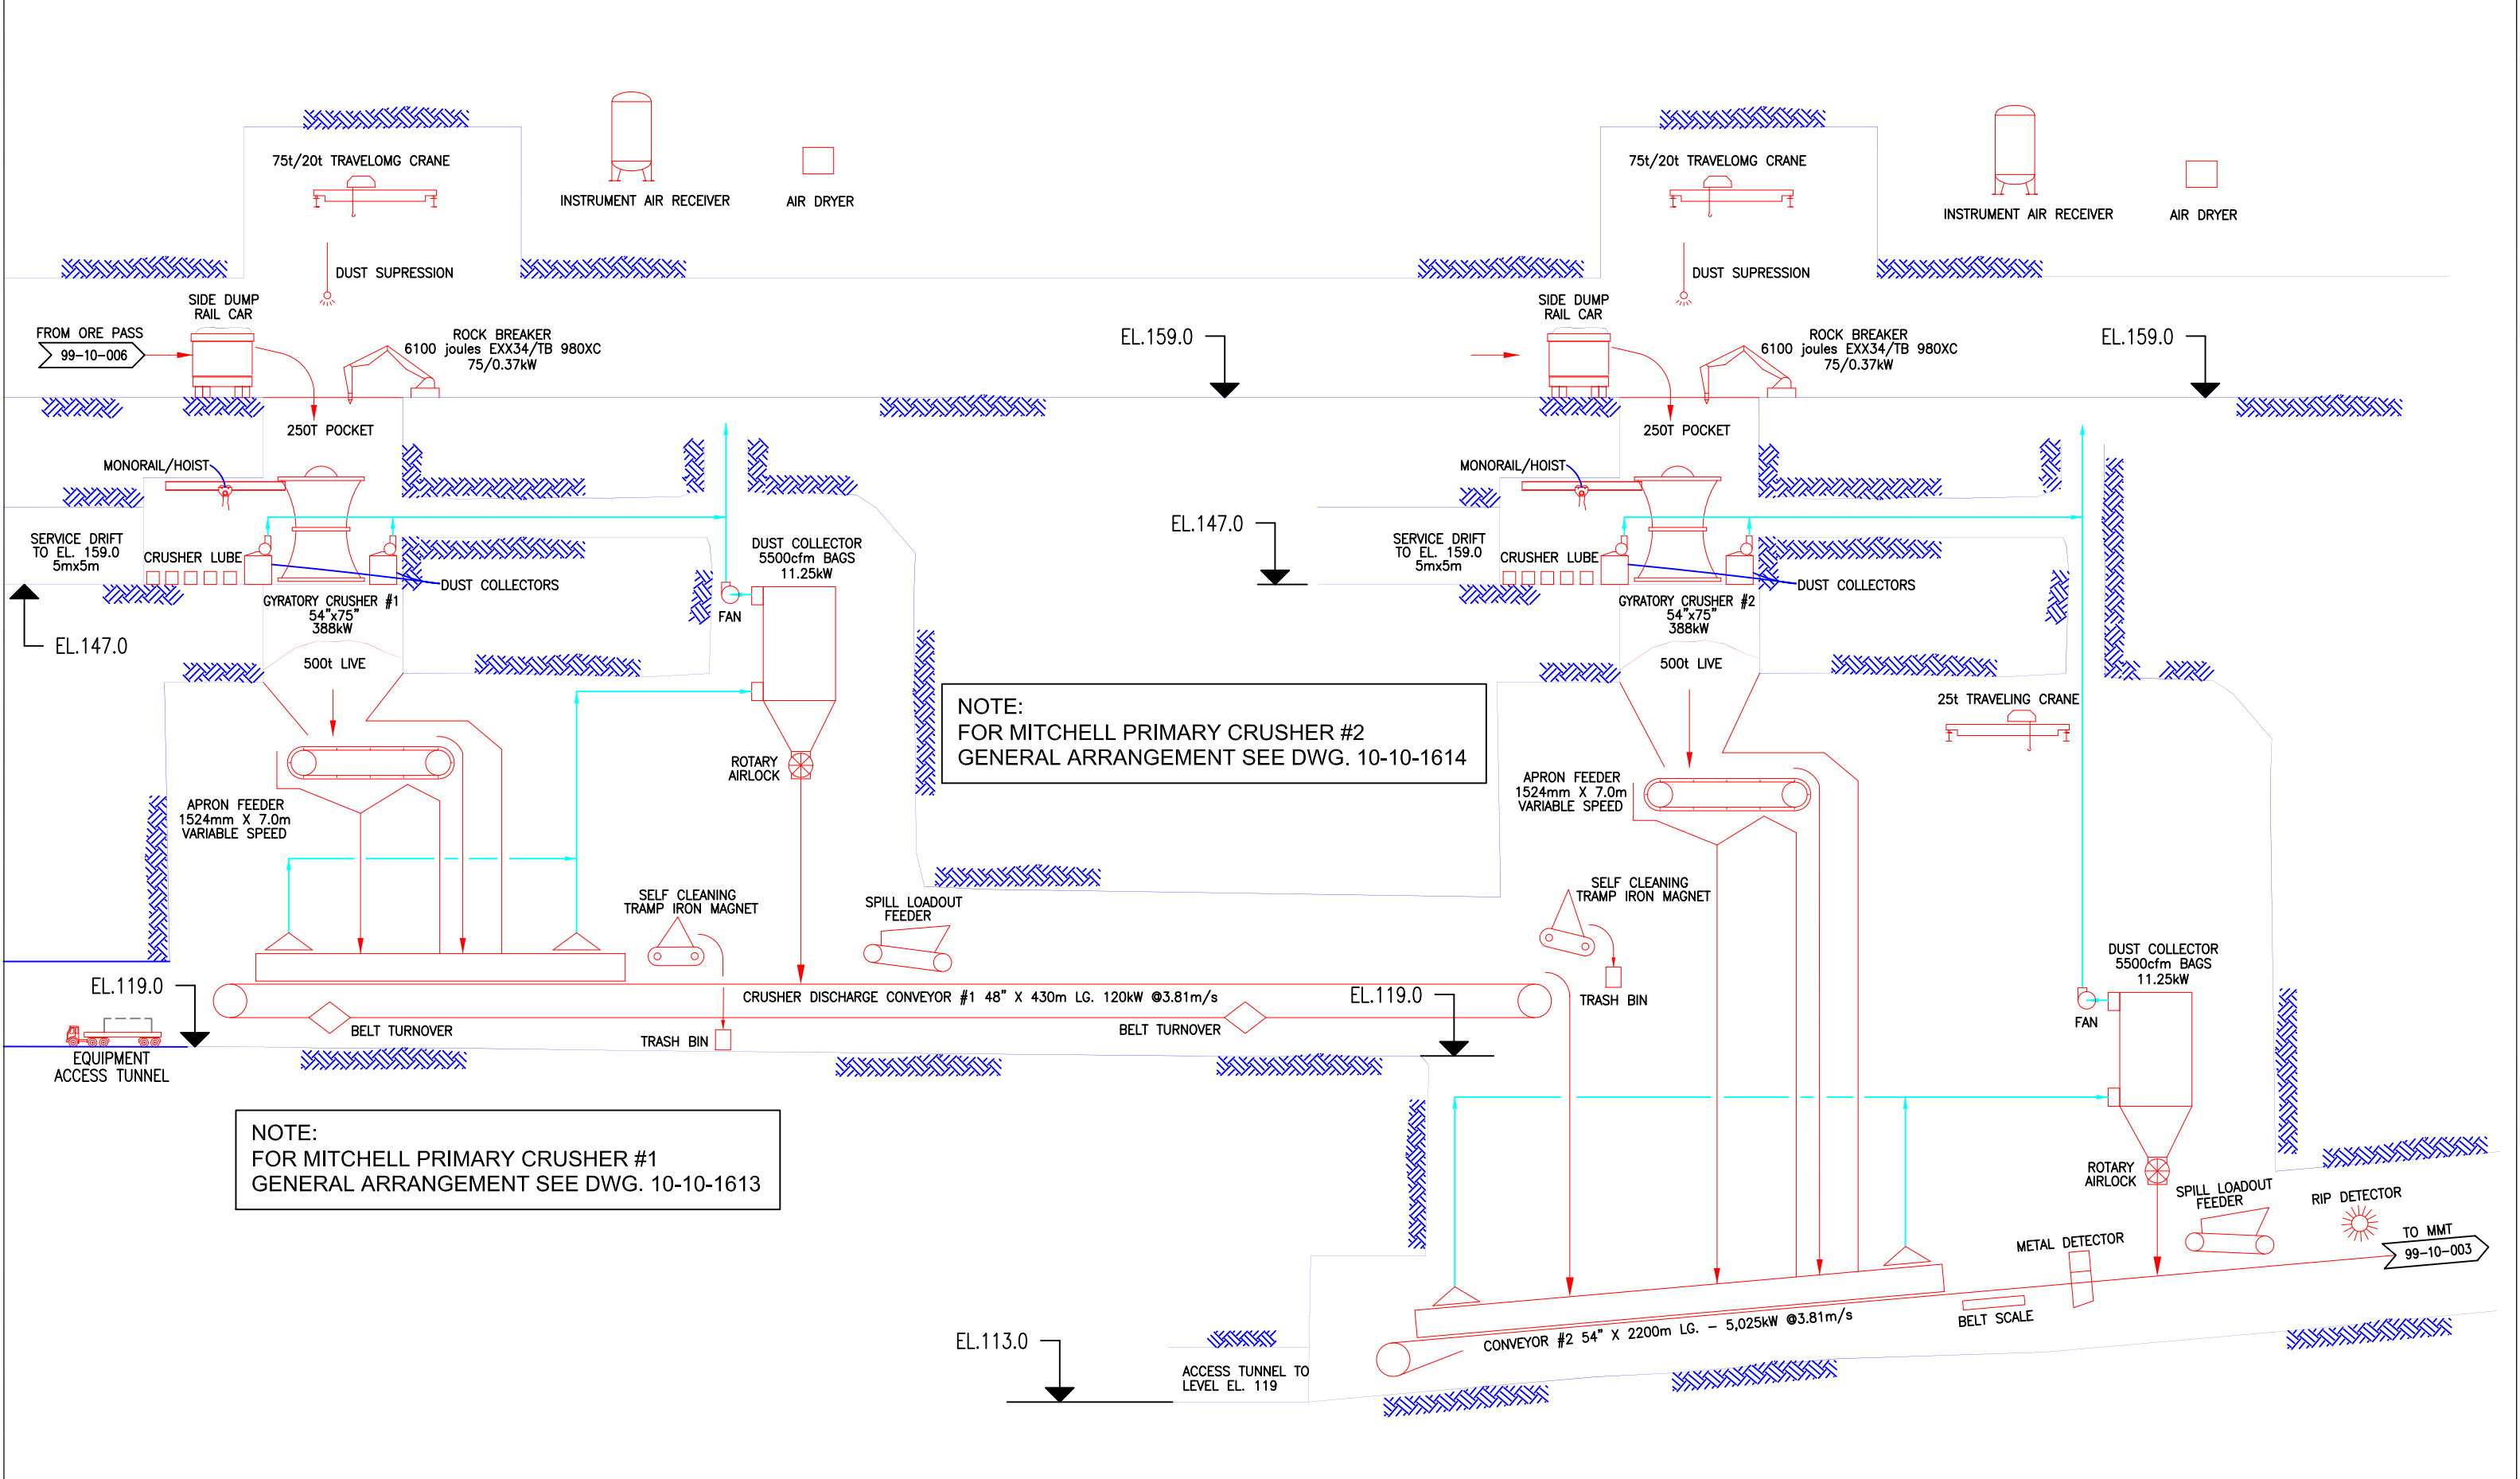 75t/20t TRAVELOMG CRANE
INSTRUMENT AIR RECEIVER
AIR DRYER
DUST SUPRESSION
SIDE DUMP
RAIL CAR
FROM ORE PASS
99-10-006
ROCK BREAKER
6100 joules EXX34/TB 980XC
75/0.37kW
250T POCKET
MONORAIL/HOIST
SERVICE DRIFT
TO EL. 159.0
5mx5m
CRUSHER LUBE
DUST COLLECTORS
GYRATORY CRUSHER #1
54"x75"
388kW
EL.147.0
500t LIVE
DUST COLLECTOR
5500cfm BAGS
11.25kW
FAN
ROTARY
AIRLOCK
APRON FEEDER
1524mm X 7.0m
VARIABLE SPEED
SELF CLEANING
TRAMP IRON MAGNET
SPILL LOADOUT
FEEDER
EL.119.0
CRUSHER DISCHARGE CONVEYOR #1 48" X 430m LG. 120kW @3.81m/s
BELT TURNOVER
TRASH BIN
BELT TURNOVER
EQUIPMENT
ACCESS TUNNEL
NOTE:
FOR MITCHELL PRIMARY CRUSHER #1
GENERAL ARRANGEMENT SEE DWG. 10-10-1613
75t/20t TRAVELOMG CRANE
INSTRUMENT AIR RECEIVER
AIR DRYER
DUST SUPRESSION
SIDE DUMP
RAIL CAR
EL.159.0
ROCK BREAKER
6100 joules EXX34/TB 980XC
75/0.37kW
EL.159.0
250T POCKET
MONORAIL/HOIST
EL.147.0
SERVICE DRIFT
TO EL. 159.0
5mx5m
CRUSHER LUBE
DUST COLLECTORS
GYRATORY CRUSHER #2
54"x75"
388kW
500t LIVE
NOTE:
FOR MITCHELL PRIMARY CRUSHER #2
GENERAL ARRANGEMENT SEE DWG. 10-10-1614
25t TRAVELING CRANE
APRON FEEDER
1524mm X 7.0m
VARIABLE SPEED
SELF CLEANING
TRAMP IRON MAGNET
TRASH BIN
EL.119.0
DUST COLLECTOR
5500cfm BAGS
11.25kW
FAN
ROTARY
AIRLOCK
SPILL LOADOUT
FEEDER
RIP DETECTOR
METAL DETECTOR
TO MMT
99-10-003
BELT SCALE
CONVEYOR #2 54" X 2200m LG. – 5,025kW @3.81m/s
EL.113.0
ACCESS TUNNEL TO
LEVEL EL. 119